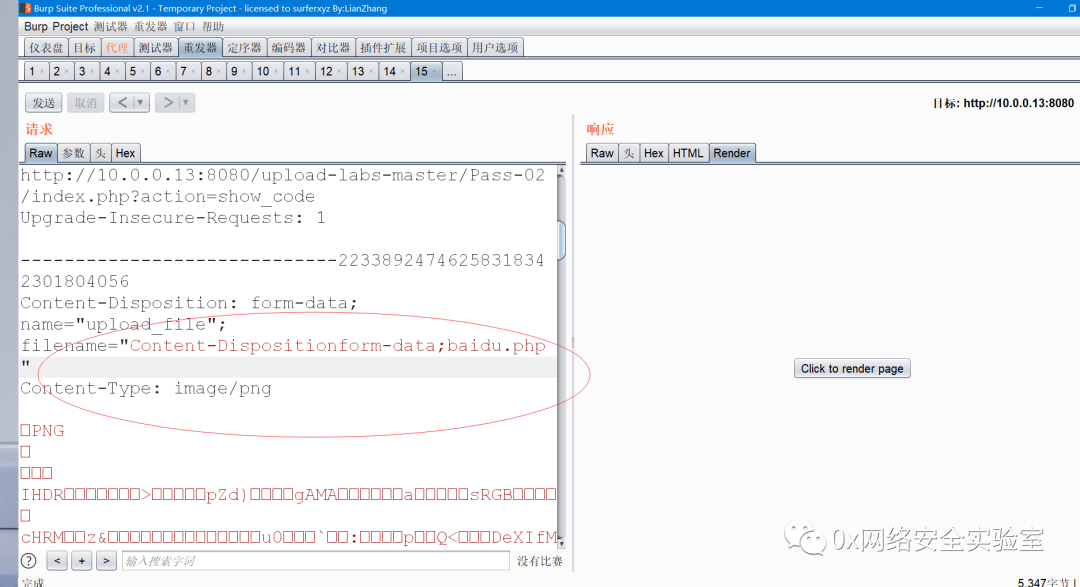 Burp Suite Professional v2.1 - Temporary Project - licensed to surferxyz By:LianZhang
Burp Project 测试器 重发器 窗口 帮助
仪表盘 目标 代理 测试器 重发器 定序器 编码器 对比器 插件扩展 项目选项 用户选项
1 × 2 × 3 × 4 × 5 × 6 × 7 × 8 × 9 × 10 × 11 × 12 × 13 × 14 × 15 × ...
发送 取消 < ▼ > ▼ 目标: http://10.0.0.13:8080
请求
Raw 参数 头 Hex
http://10.0.0.13:8080/upload-labs-master/Pass-02
/index.php?action=show_code
Upgrade-Insecure-Requests: 1
-----------------------------2233892474625831834
2301804056
Content-Disposition: form-data;
name="upload_file";
filename="Content-Dispositionform-data;baidu.php
"
Content-Type: image/png
□PNG
□
□□□
IHDR□□□□□□□>□□□□□pZd)□□□□gAMA□□□□□□a□□□□□sRGB□□□□
□
cHRM□□z&□□□□□□□□□□□□□□u0□□□`□□:□□□□p□□Q<□□□DeXIfM
? < + > 输入搜索字词 没有比赛
完成
响应
Raw 头 Hex HTML Render
Click to render page
0x网络安全实验室
5,347字节